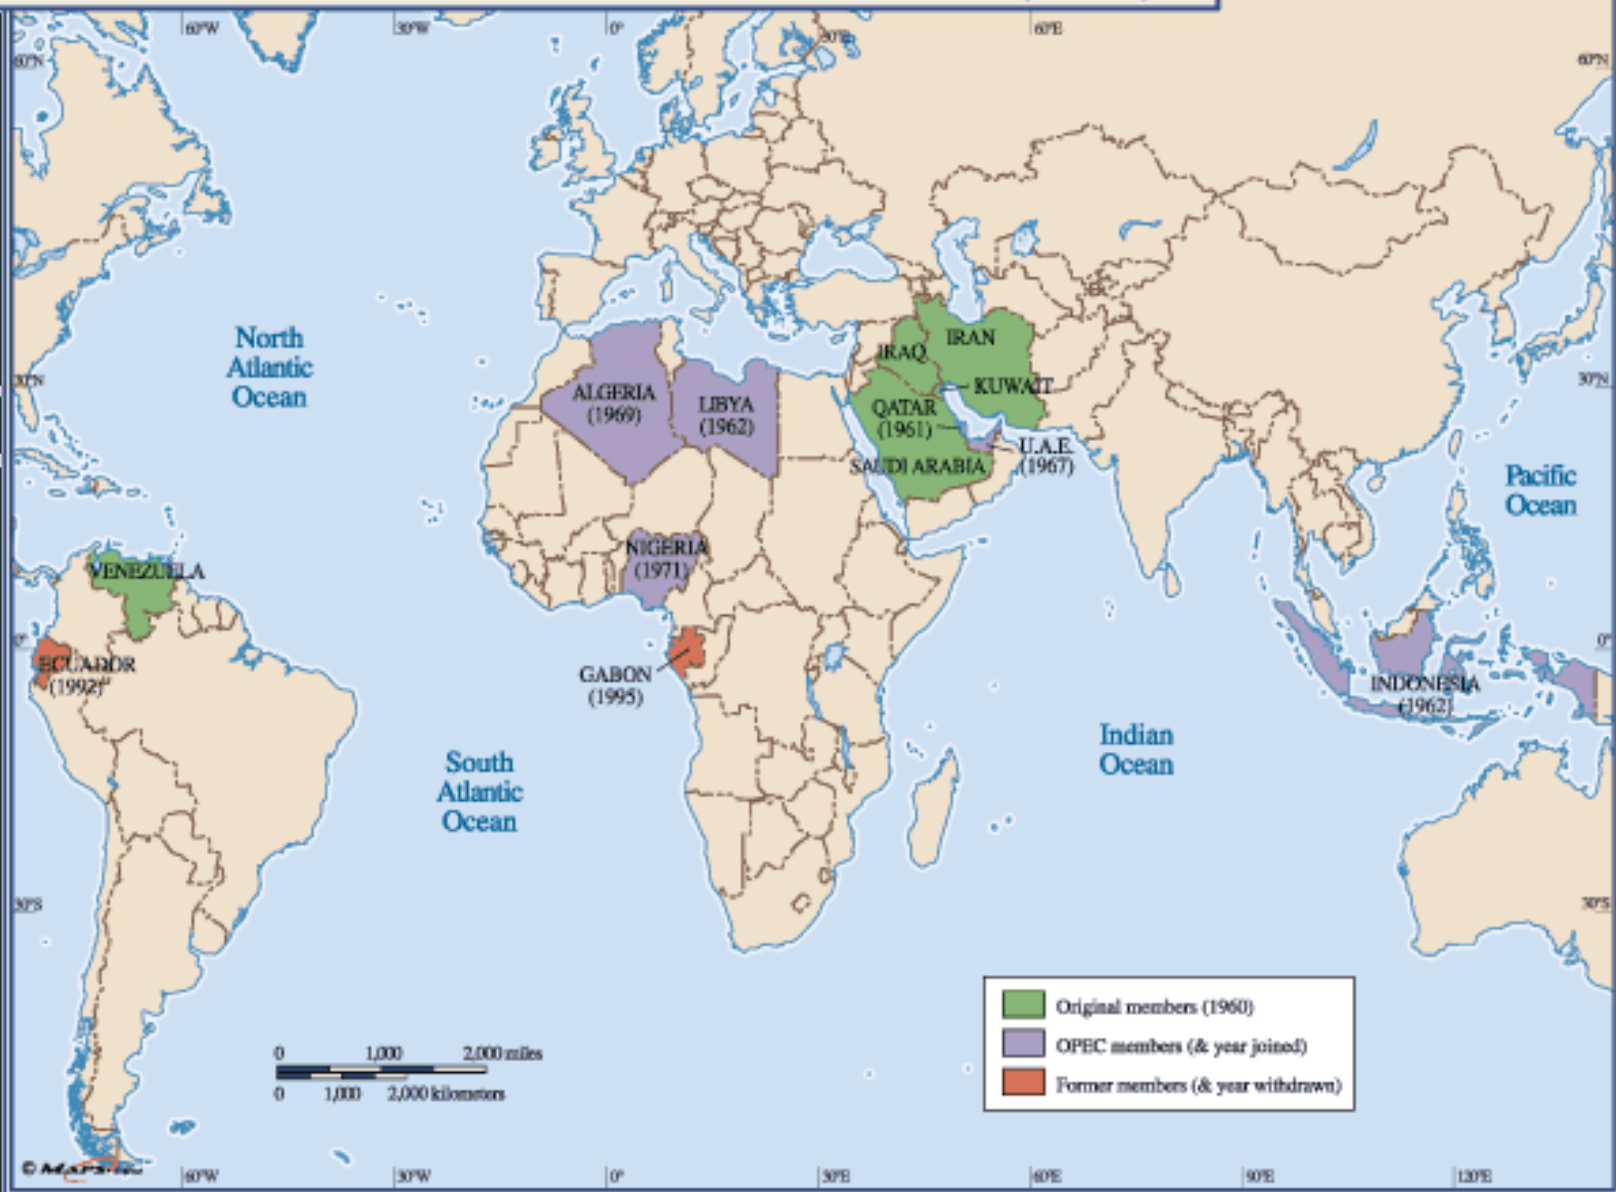 60°W
30°W
0°
30°E
60°E
60°N
60°N
North
Atlantic
Ocean
30°N
30°N
IRAN
IRAQ
KUWAIT
ALGERIA
(1969)
LIBYA
(1962)
QATAR
(1961)
U.A.E.
(1967)
SAUDI ARABIA
Pacific
Ocean
NIGERIA
(1971)
VENEZUELA
0°
0°
ECUADOR
(1992)
GABON
(1995)
INDONESIA
(1962)
Indian
Ocean
South
Atlantic
Ocean
30°S
30°S
Original members (1960)
OPEC members (& year joined)
Former members (& year withdrawn)
0 1,000 2,000 miles
0 1,000 2,000 kilometers
© MAPS.com
60°W
30°W
0°
30°E
60°E
90°E
120°E